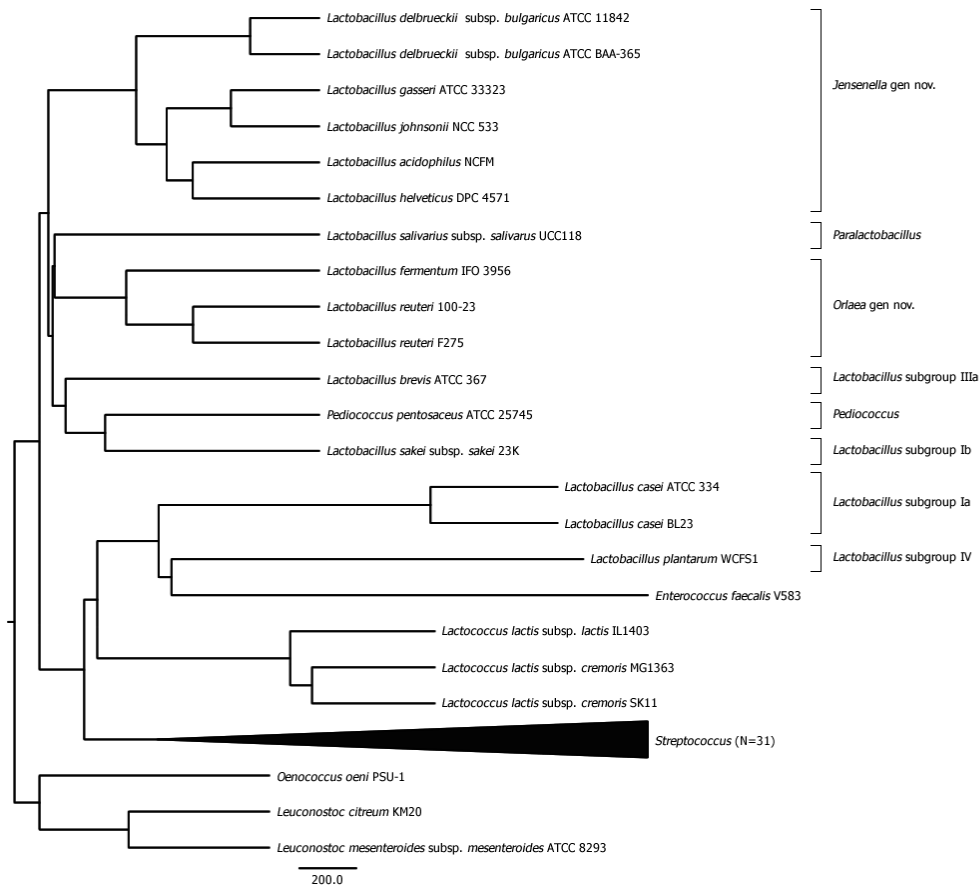 Lactobacillus delbrueckii subsp. bulgaricus ATCC 11842
Lactobacillus delbrueckii subsp. bulgaricus ATCC BAA-365
Lactobacillus gasseri ATCC 33323
Jensenella gen nov.
Lactobacillus johnsonii NCC 533
Lactobacillus acidophilus NCFM
Lactobacillus helveticus DPC 4571
Lactobacillus salivarius subsp. salivarus UCC118
Paralactobacillus
Lactobacillus fermentum IFO 3956
Lactobacillus reuteri 100-23
Orlaea gen nov.
Lactobacillus reuteri F275
Lactobacillus brevis ATCC 367
Lactobacillus subgroup IIIa
Pediococcus pentosaceus ATCC 25745
Pediococcus
Lactobacillus sakei subsp. sakei 23K
Lactobacillus subgroup Ib
Lactobacillus casei ATCC 334
Lactobacillus subgroup Ia
Lactobacillus casei BL23
Lactobacillus plantarum WCFS1
Lactobacillus subgroup IV
Enterococcus faecalis V583
Lactococcus lactis subsp. lactis IL1403
Lactococcus lactis subsp. cremoris MG1363
Lactococcus lactis subsp. cremoris SK11
Streptococcus (N=31)
Oenococcus oeni PSU-1
Leuconostoc citreum KM20
Leuconostoc mesenteroides subsp. mesenteroides ATCC 8293
200.0